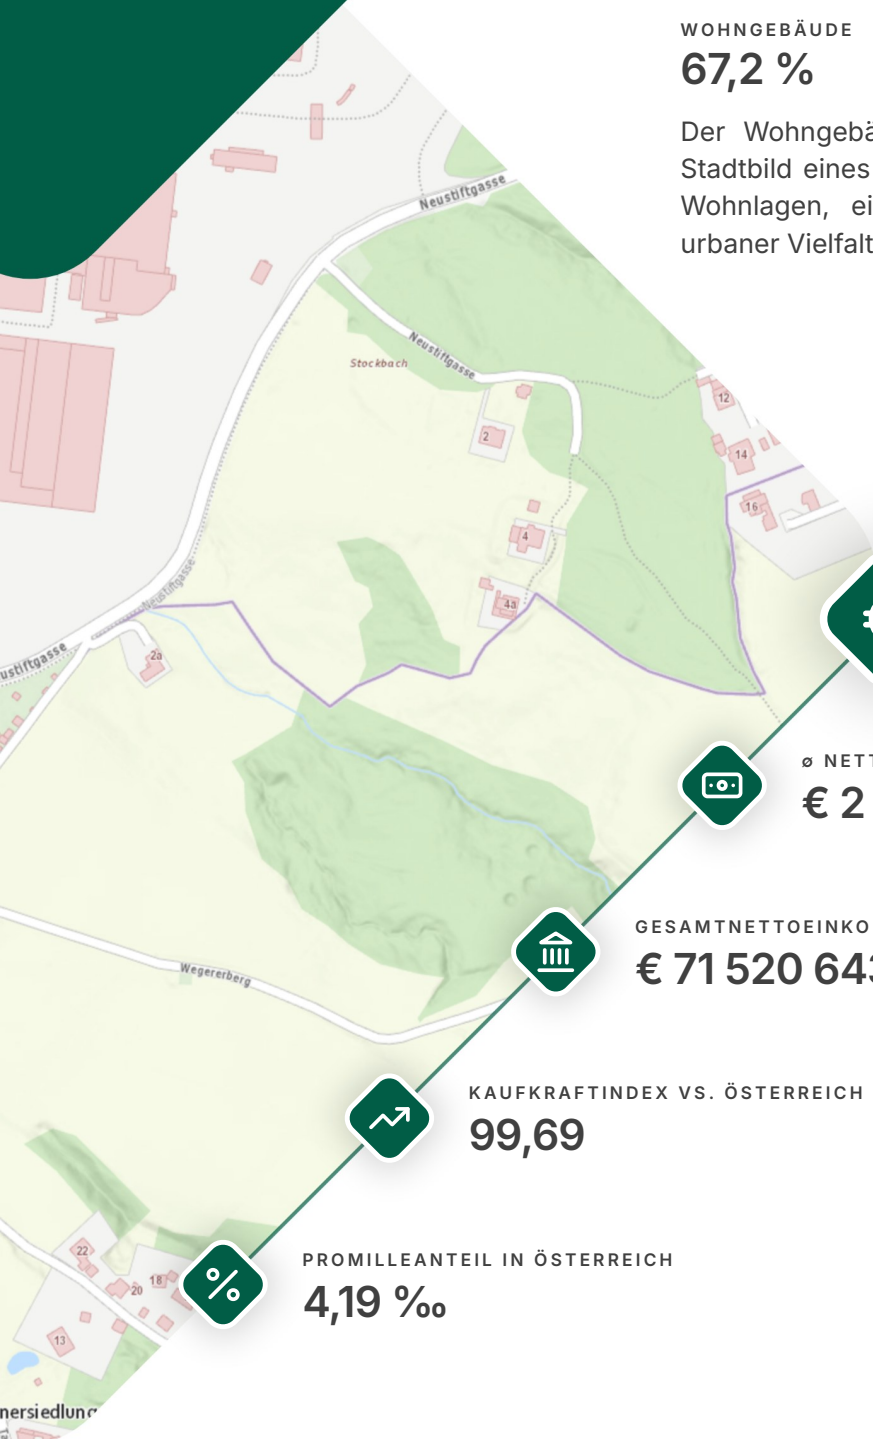 WOHNGEBÄUDE
67,2 %
Der Wohngebä
Stadtbild eines
Wohnlagen, ei
urbaner Vielfalt
Neustiftgasse
Neustiftgasse
Stockbach
12
2
14
16
4
4a
Neustiftgasse
ustiftgasse
2a
ø NETT
€ 2
GESAMTNETTOEINKO
€ 71 520 643
Wegererberg
KAUFKRAFTINDEX VS. ÖSTERREICH
99,69
22
18
20
PROMILLEANTEIL IN ÖSTERREICH
4,19 ‰
13
nersiedlung